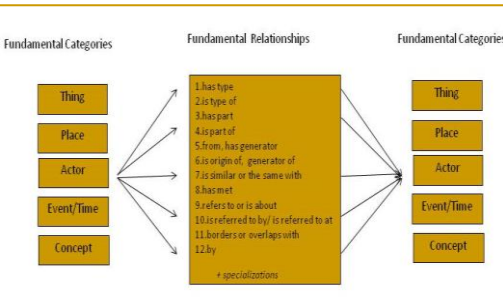 Fundamental Categories
Fundamental Relationships
Fundamental Categories
Thing
Place
Actor
Event/Time
Concept
1.has type
2.is type of
3.has part
4.is part of
5.from, has generator
6.is origin of, generator of
7.is similar or the same with
8.has met
9.refers to or is about
10.is referred to by/ is referred to at
11.borders or overlaps with
12.by
+ specializations
Thing
Place
Actor
Event/Time
Concept